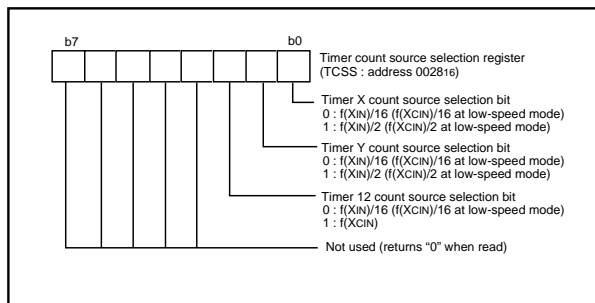 b7 b0
Timer count source selection register
(TCSS : address 002816)
Timer X count source selection bit
0 : f(XIN)/16 (f(XCIN)/16 at low-speed mode)
1 : f(XIN)/2 (f(XCIN)/2 at low-speed mode)
Timer Y count source selection bit
0 : f(XIN)/16 (f(XCIN)/16 at low-speed mode)
1 : f(XIN)/2 (f(XCIN)/2 at low-speed mode)
Timer 12 count source selection bit
0 : f(XIN)/16 (f(XCIN)/16 at low-speed mode)
1 : f(XCIN)
Not used (returns “0” when read)